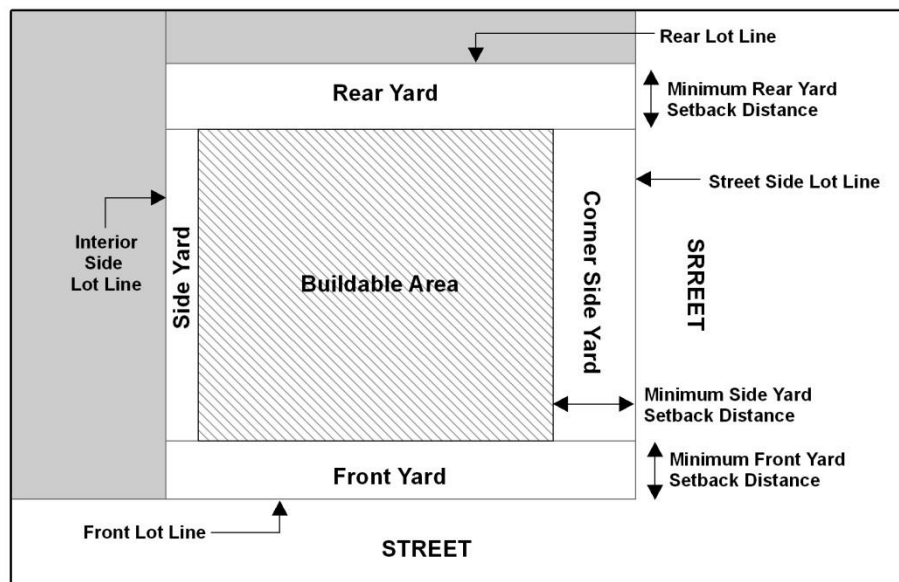 Rear Lot Line
Rear Yard
Minimum Rear Yard
Setback Distance
Street Side Lot Line
Interior
Side
Lot Line
Side Yard
Buildable Area
Corner Side Yard
SRREET
Minimum Side Yard
Setback Distance
Front Yard
Minimum Front Yard
Setback Distance
Front Lot Line
STREET